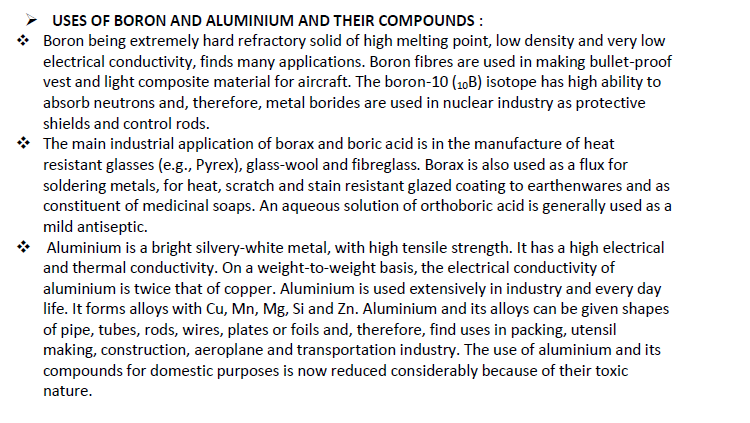 ➢ USES OF BORON AND ALUMINIUM AND THEIR COMPOUNDS :
❖ Boron being extremely hard refractory solid of high melting point, low density and very low
electrical conductivity, finds many applications. Boron fibres are used in making bullet-proof
vest and light composite material for aircraft. The boron-10 (₁₀B) isotope has high ability to
absorb neutrons and, therefore, metal borides are used in nuclear industry as protective
shields and control rods.
❖ The main industrial application of borax and boric acid is in the manufacture of heat
resistant glasses (e.g., Pyrex), glass-wool and fibreglass. Borax is also used as a flux for
soldering metals, for heat, scratch and stain resistant glazed coating to earthenwares and as
constituent of medicinal soaps. An aqueous solution of orthoboric acid is generally used as a
mild antiseptic.
❖ Aluminium is a bright silvery-white metal, with high tensile strength. It has a high electrical
and thermal conductivity. On a weight-to-weight basis, the electrical conductivity of
aluminium is twice that of copper. Aluminium is used extensively in industry and every day
life. It forms alloys with Cu, Mn, Mg, Si and Zn. Aluminium and its alloys can be given shapes
of pipe, tubes, rods, wires, plates or foils and, therefore, find uses in packing, utensil
making, construction, aeroplane and transportation industry. The use of aluminium and its
compounds for domestic purposes is now reduced considerably because of their toxic
nature.